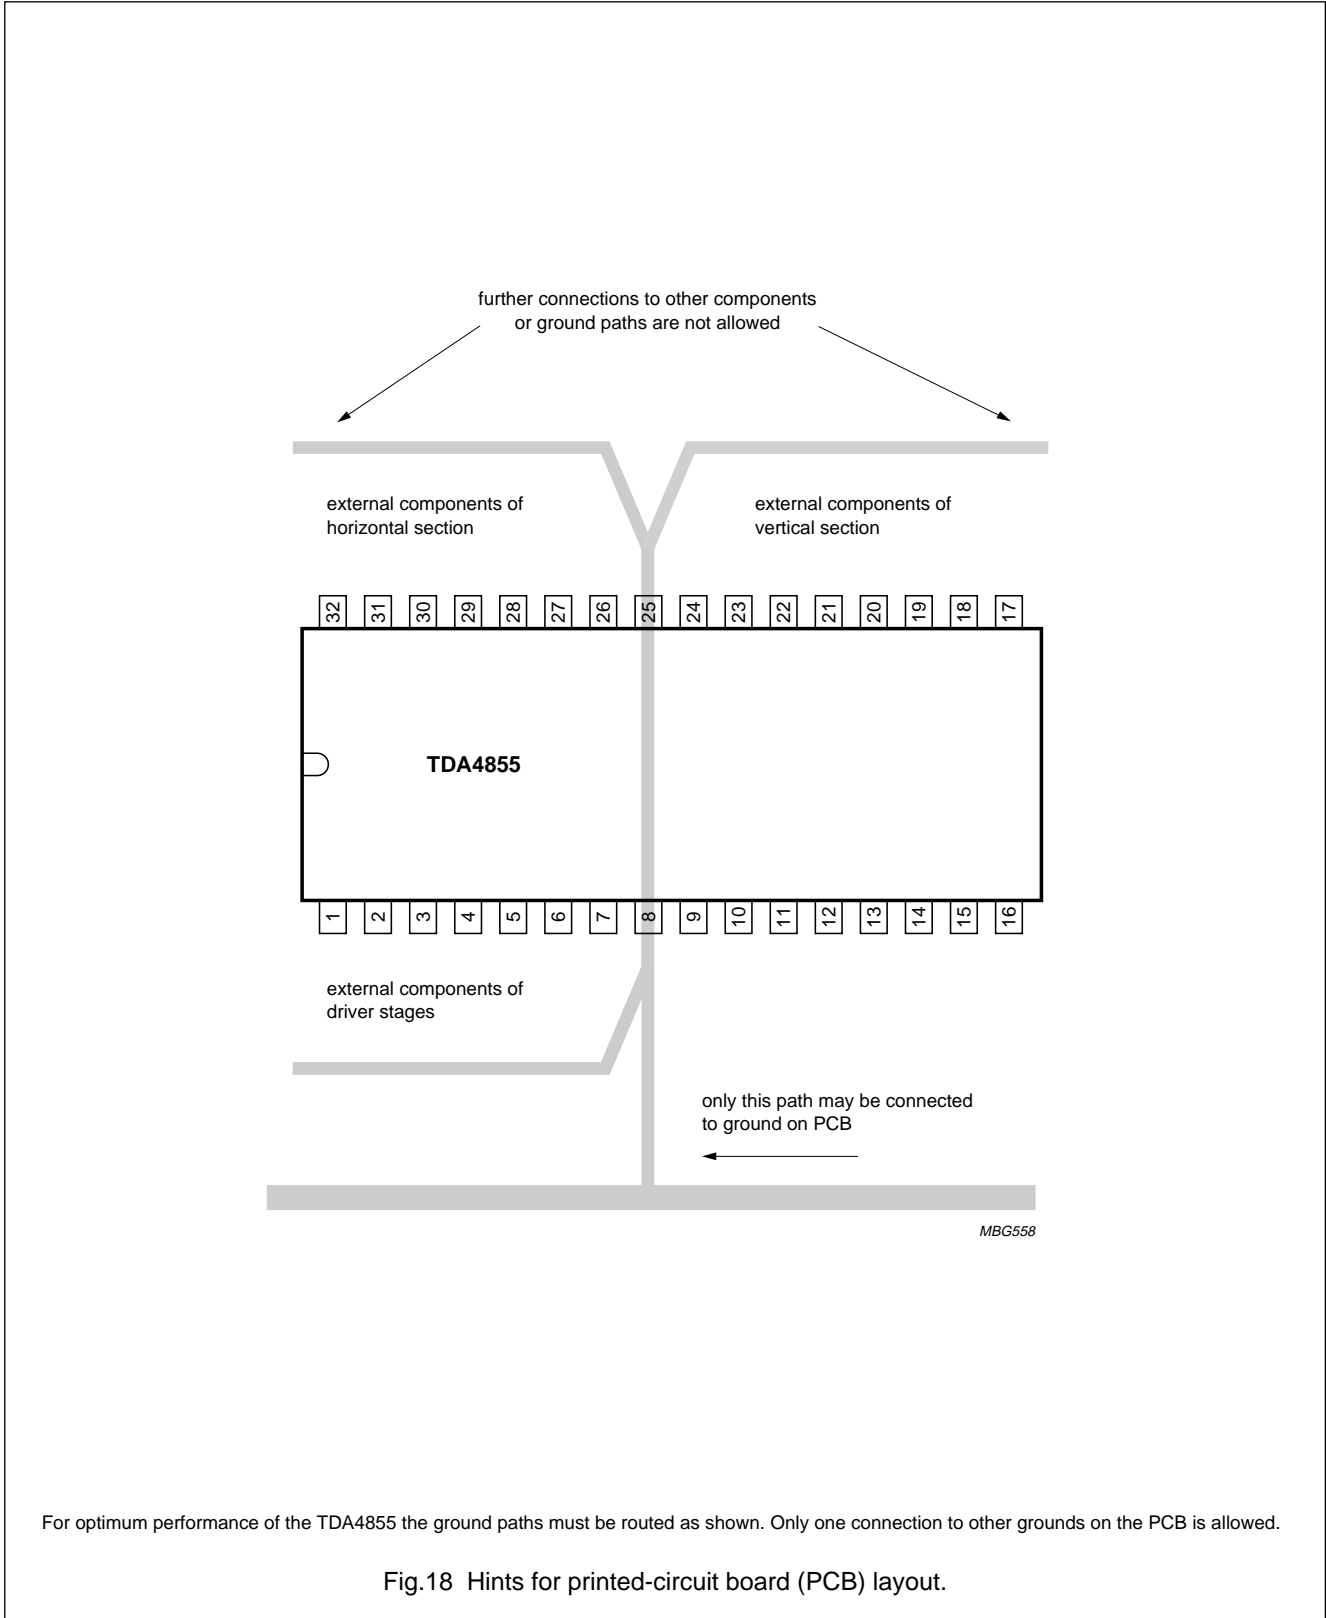 further connections to other components
or ground paths are not allowed
external components of
horizontal section
external components of
vertical section
32 31 30 29 28 27 26 25 24 23 22 21 20 19 18 17
TDA4855
1 2 3 4 5 6 7 8 9 10 11 12 13 14 15 16
external components of
driver stages
only this path may be connected
to ground on PCB
MBG558
For optimum performance of the TDA4855 the ground paths must be routed as shown. Only one connection to other grounds on the PCB is allowed.
Fig.18 Hints for printed-circuit board (PCB) layout.